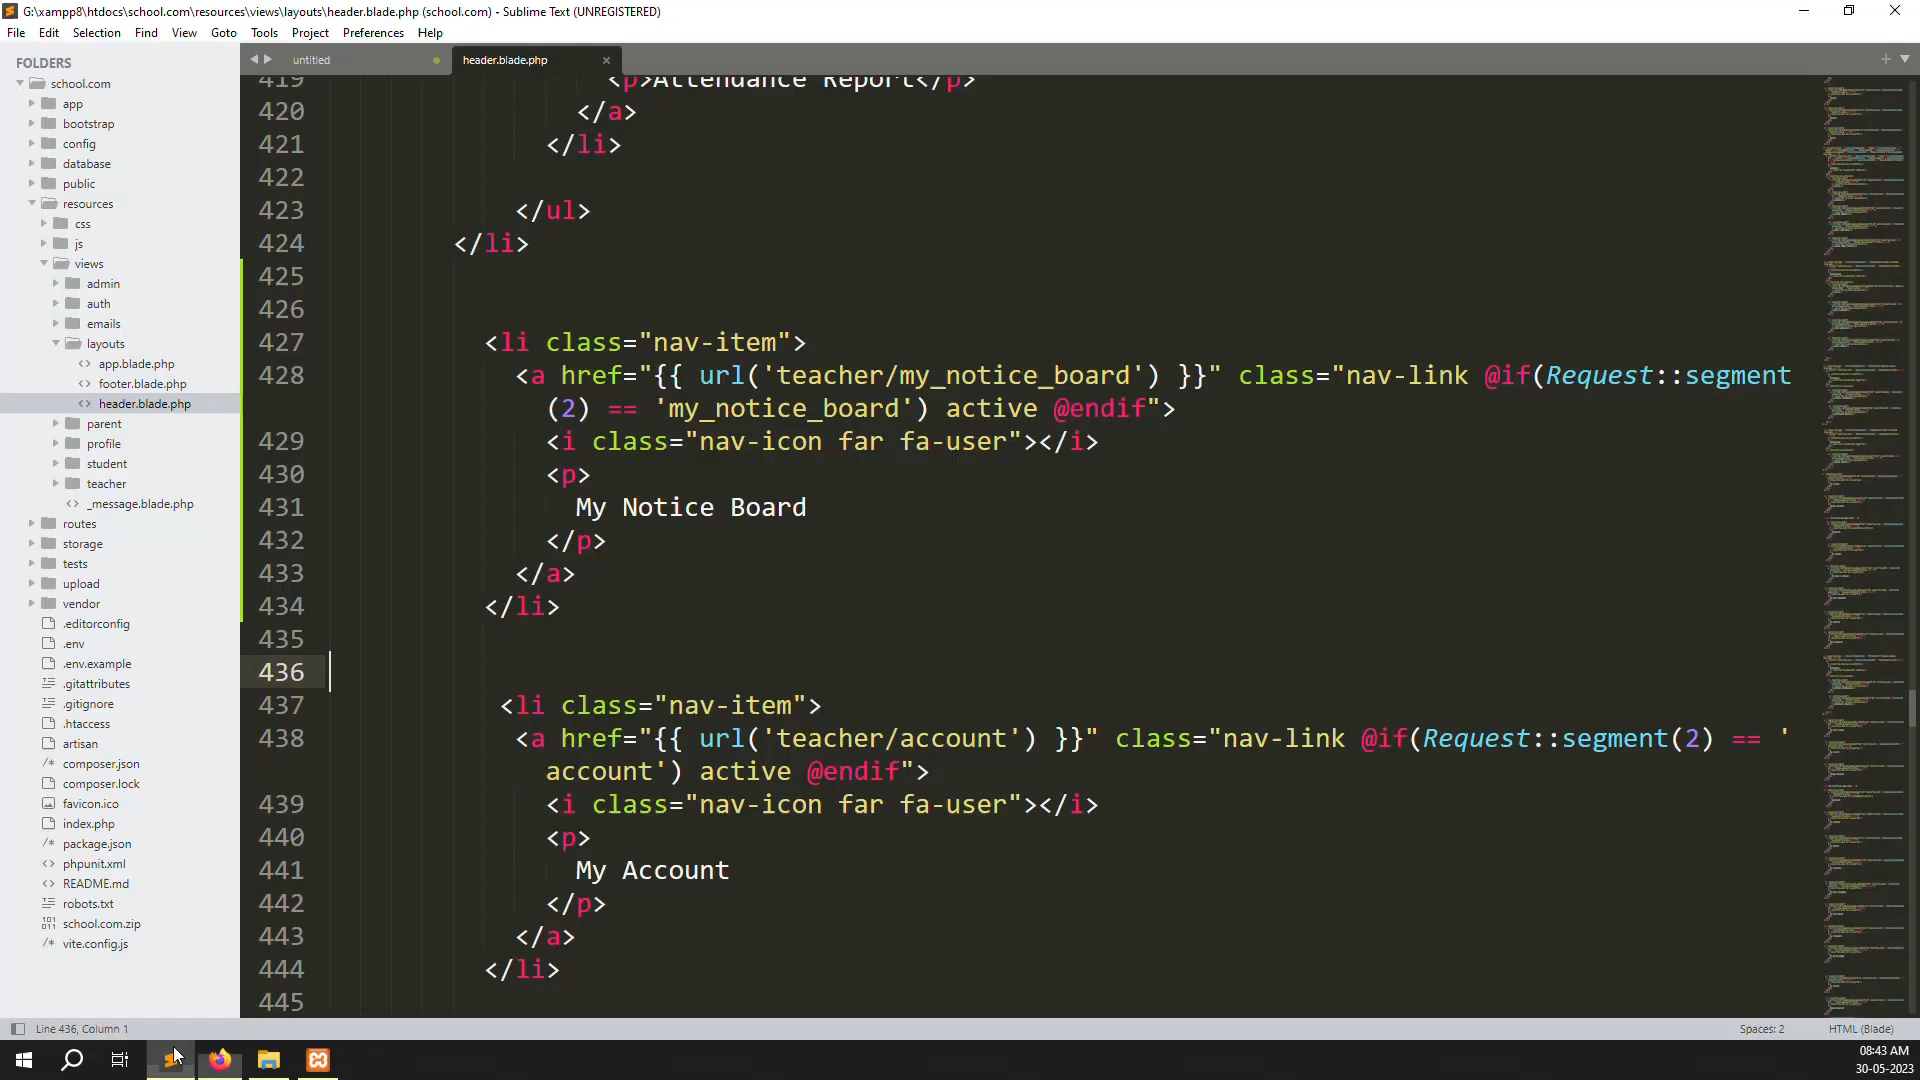 G:\xampp8\htdocs\school.com\resources\views\layouts\header.blade.php (school.com) - Sublime Text (UNREGISTERED)
File Edit Selection Find View Goto Tools Project Preferences Help
FOLDERS
school.com
app
bootstrap
config
database
public
resources
css
js
views
admin
auth
emails
layouts
app.blade.php
footer.blade.php
header.blade.php
parent
profile
student
teacher
_message.blade.php
routes
storage
tests
upload
vendor
.editorconfig
.env
.env.example
.gitattributes
.gitignore
.htaccess
artisan
composer.json
composer.lock
favicon.ico
index.php
package.json
phpunit.xml
README.md
robots.txt
school.com.zip
vite.config.js
untitled
header.blade.php
419 <p>Attendance Report</p>
420 </a>
421 </li>
422
423 </ul>
424 </li>
425
426
427 <li class="nav-item">
428 <a href="{{ url('teacher/my_notice_board') }}" class="nav-link @if(Request::segment
(2) == 'my_notice_board') active @endif">
429 <i class="nav-icon far fa-user"></i>
430 <p>
431 My Notice Board
432 </p>
433 </a>
434 </li>
435
436
437 <li class="nav-item">
438 <a href="{{ url('teacher/account') }}" class="nav-link @if(Request::segment(2) == '
account') active @endif">
439 <i class="nav-icon far fa-user"></i>
440 <p>
441 My Account
442 </p>
443 </a>
444 </li>
445
Line 436, Column 1
Spaces: 2
HTML (Blade)
08:43 AM
30-05-2023